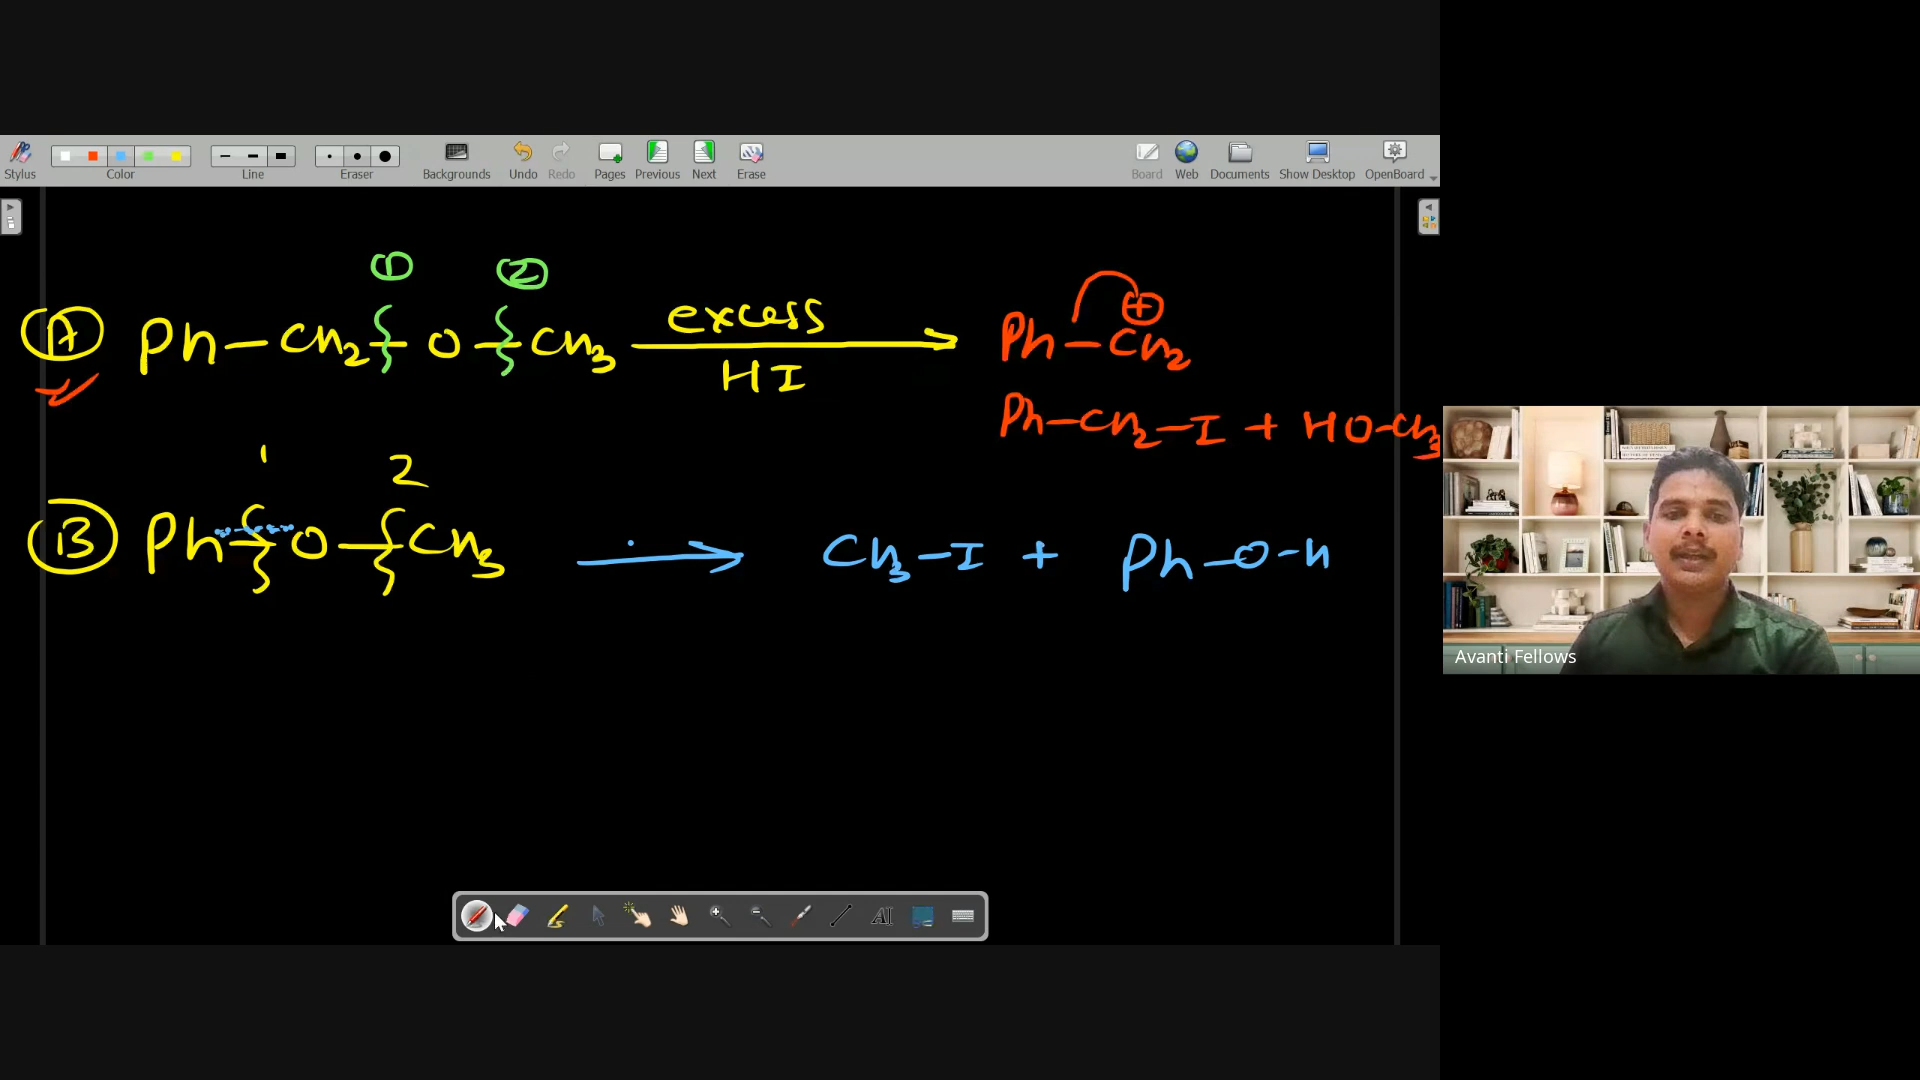 Stylus Color Line Eraser Backgrounds Undo Redo Pages Previous Next Erase Board Web Documents Show Desktop OpenBoard
① ②
Ⓐ Ph-CH₂-O-CH₃ excess HI → Ph-CH₂ ⊕
Ph-CH₂-I + HO-CH₃
1 2
Ⓑ Ph-O-CH₃ → CH₃-I + Ph-O-H
Avanti Fellows